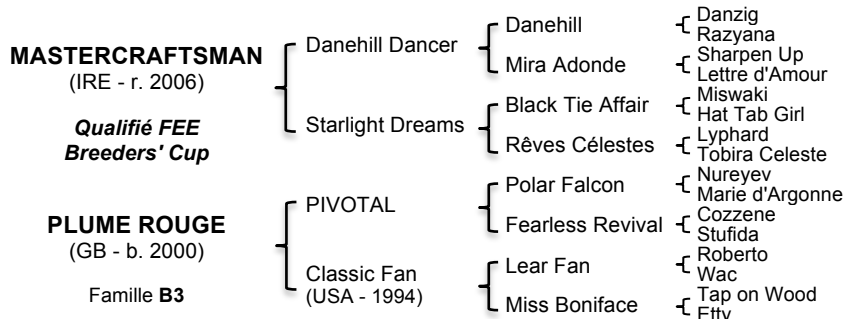 MASTERCRAFTSMAN
(IRE - r. 2006)
Qualifié FEE
Breeders' Cup
Danehill Dancer
Starlight Dreams
Danehill
Mira Adonde
Black Tie Affair
Rêves Célestes
Danzig
Razyana
Sharpen Up
Lettre d'Amour
Miswaki
Hat Tab Girl
Lyphard
Tobira Celeste
PLUME ROUGE
(GB - b. 2000)
Famille B3
PIVOTAL
Classic Fan
(USA - 1994)
Polar Falcon
Fearless Revival
Lear Fan
Miss Boniface
Nureyev
Marie d'Argonne
Cozzene
Stufida
Roberto
Wac
Tap on Wood
Etty